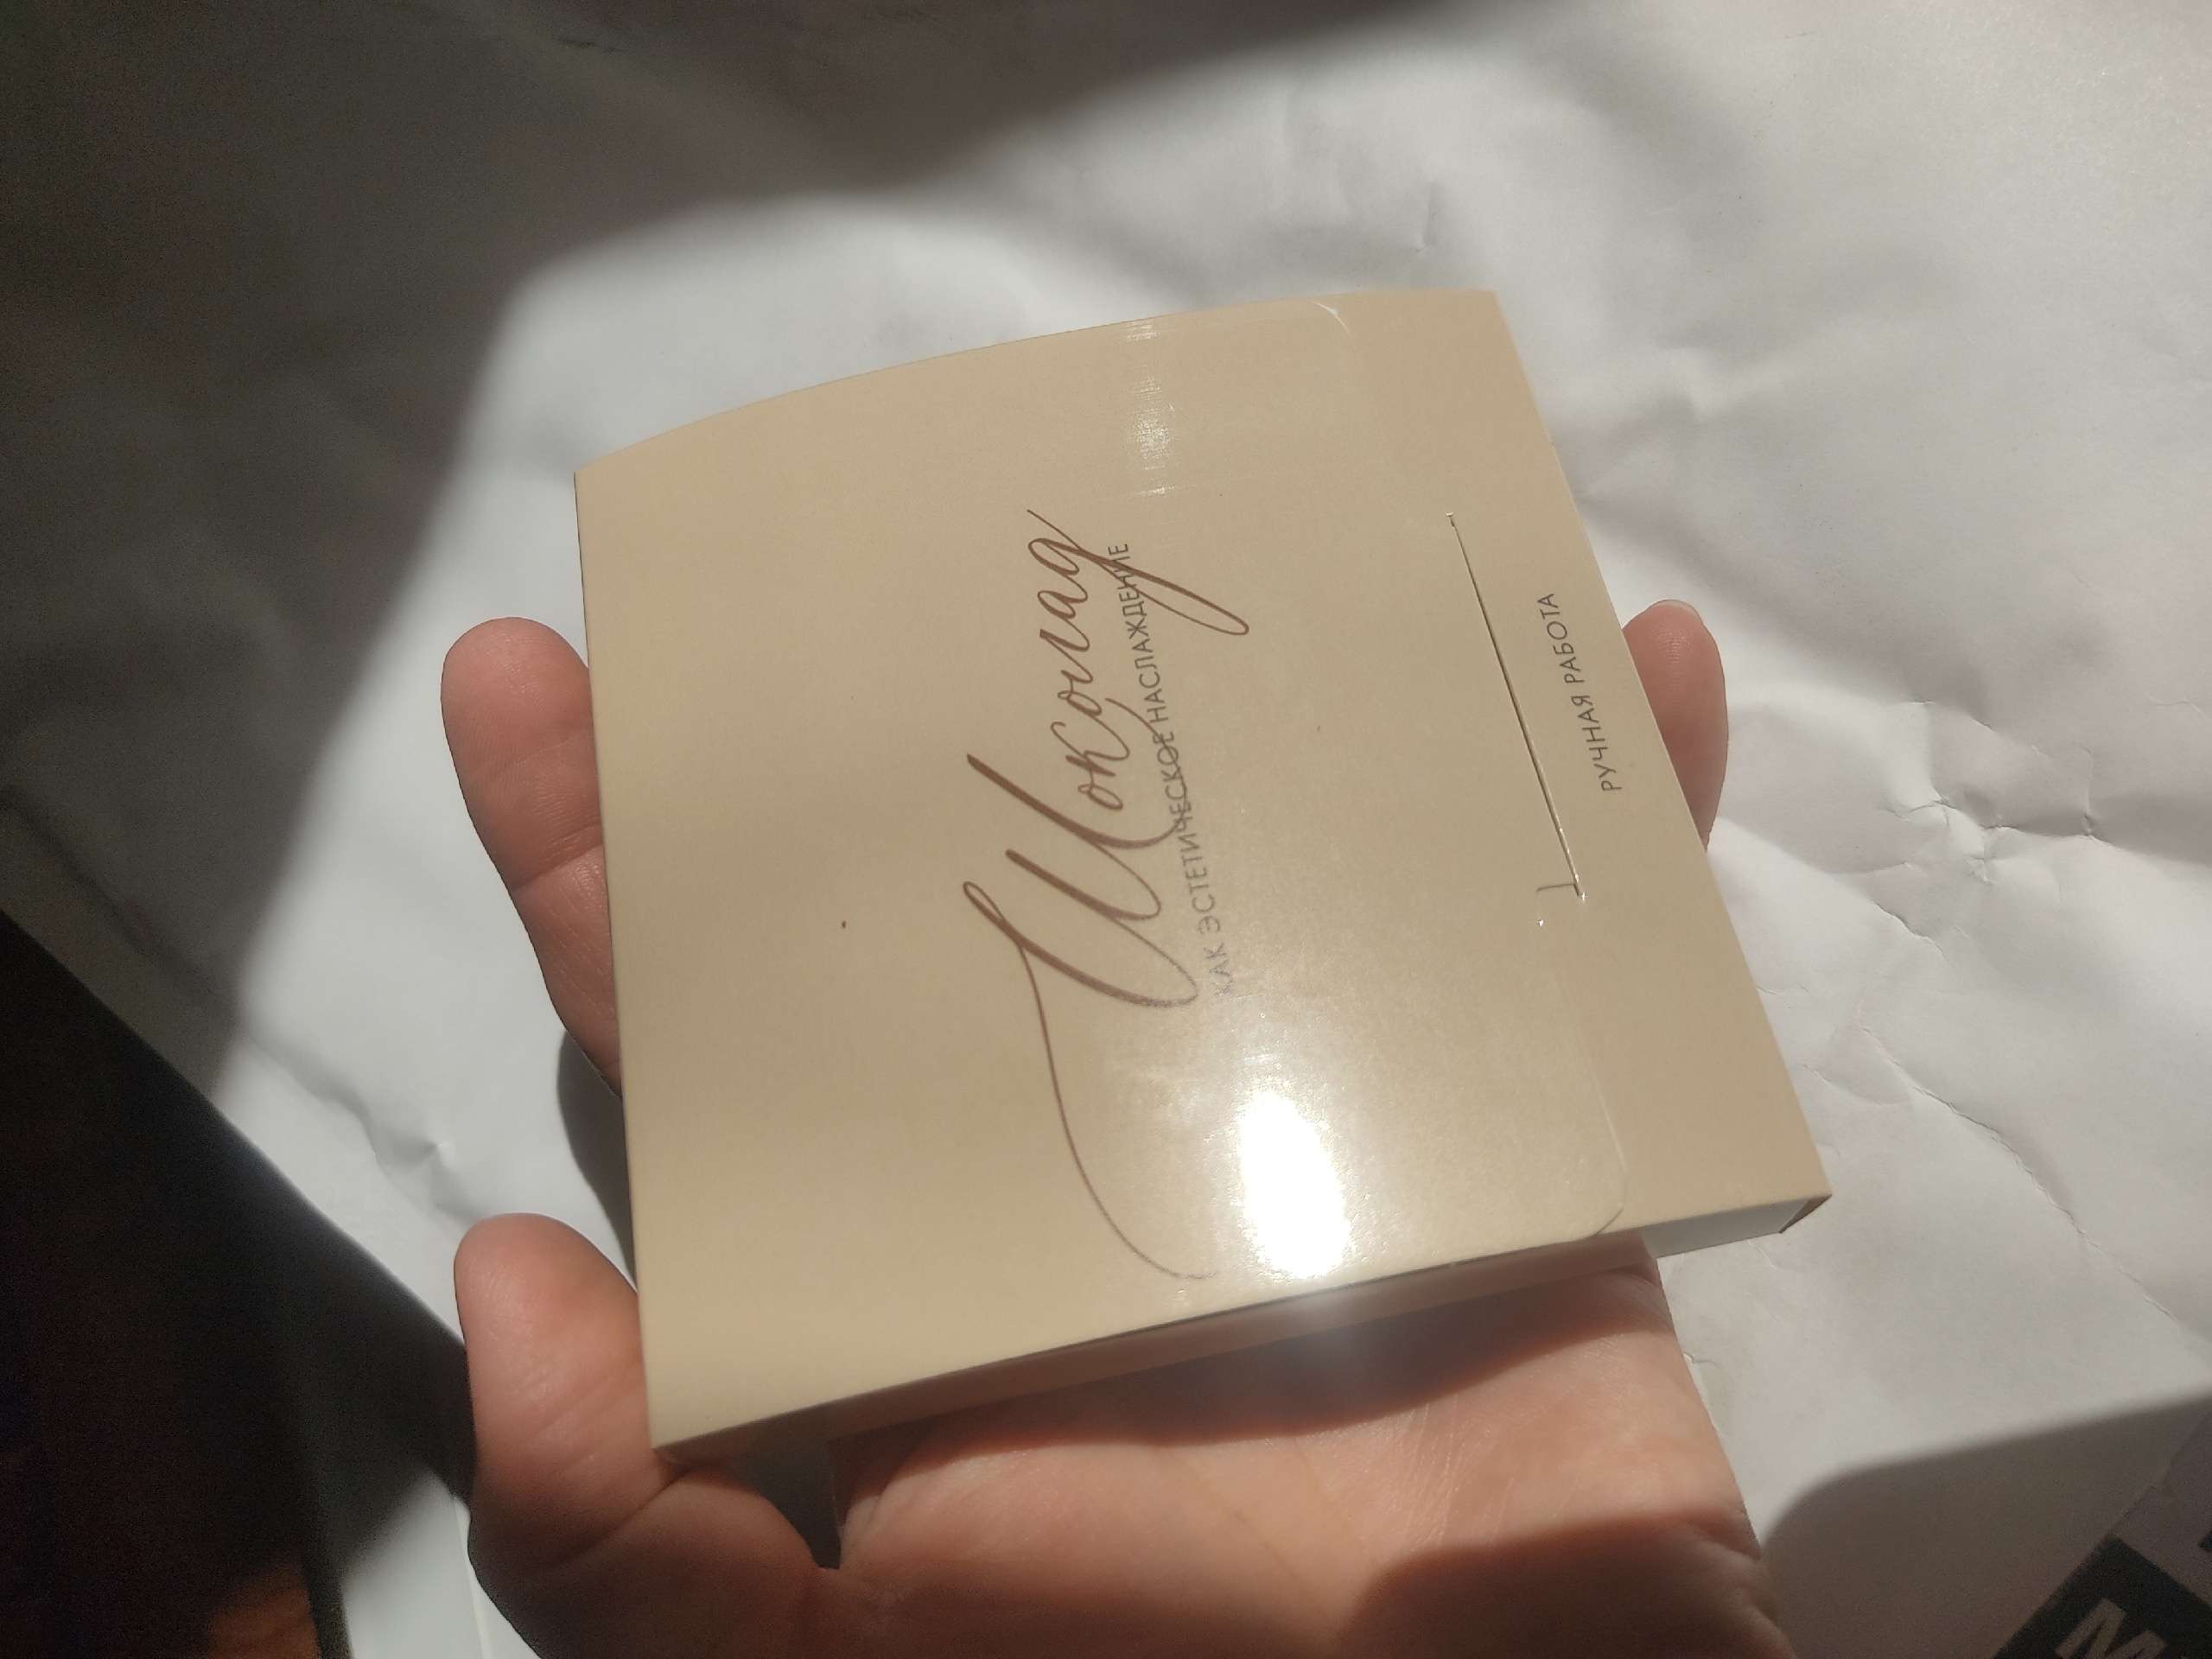 Шоколад
КАК ЭСТЕТИЧЕСКОЕ НАСЛАЖДЕНИЕ
РУЧНАЯ РАБОТА
M